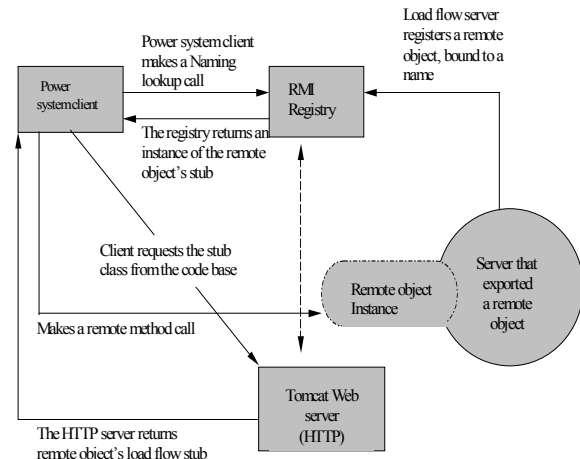 Load flow server
registers a remote
object, bound to a
name
Power system client
makes a Naming
lookup call
Power
system client
RMI
Registry
The registry returns an
instance of the remote
object's stub
Client requests the stub
class from the code base
Server that
exported
a remote
object
Remote object
Instance
Makes a remote method call
Tomcat Web
server
(HTTP)
The HTTP server returns
remote object's load flow stub